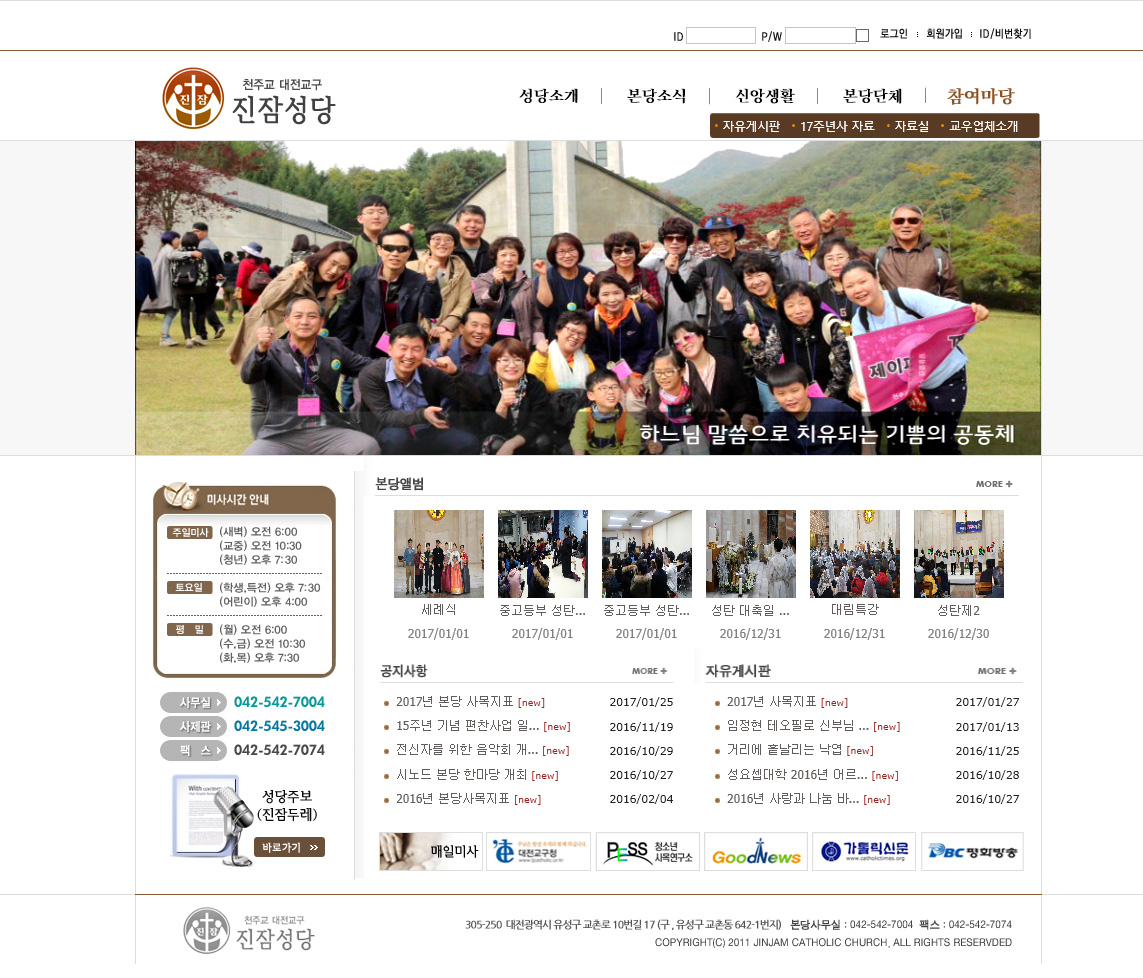 ID P/W 로그인 회원가입 ID/비번찾기
천주교 대전교구
진잠성당
진 잠
성당소개 본당소식 신앙생활 본당단체 참여마당
자유게시판 17주년사 자료 자료실 교우업체소개
제이
하느님 말씀으로 치유되는 기쁨의 공동체
미사시간 안내
주일미사 (새벽) 오전 6:00
(교중) 오전 10:30
(청년) 오후 7:30
토요일 (학생,특전) 오후 7:30
(어린이) 오후 4:00
평 일 (월) 오전 6:00
(수,금) 오전 10:30
(화,목) 오후 7:30
사무실 042-542-7004
사제관 042-545-3004
팩 스 042-542-7074
성당주보
(진잠두레)
바로가기
본당앨범 MORE
세례식 중고등부 성탄... 중고등부 성탄... 성탄 대축일 ... 대림특강 성탄제2
2017/01/01 2017/01/01 2017/01/01 2016/12/31 2016/12/31 2016/12/30
공지사항 MORE
2017년 본당 사목지표 [new] 2017/01/25
15주년 기념 편찬사업 일... [new] 2016/11/19
전신자를 위한 음악회 개... [new] 2016/10/29
시노드 본당 한마당 개최 [new] 2016/10/27
2016년 본당사목지표 [new] 2016/02/04
자유게시판 MORE
2017년 사목지표 [new] 2017/01/27
임정현 테오필로 신부님 ... [new] 2017/01/13
거리에 흩날리는 낙엽 [new] 2016/11/25
성요셉대학 2016년 어르... [new] 2016/10/28
2016년 사랑과 나눔 바... [new] 2016/10/27
매일미사
대전교구청
PESS 청소년
사목연구소
GoodNews
가톨릭신문
www.catholictimes.org
PBC 평화방송
천주교 대전교구
진잠성당
305-250 대전광역시 유성구 교촌로 10번길 17 (구 , 유성구 교촌동 642-1번지) 본당사무실 : 042-542-7004 팩스 : 042-542-7074
COPYRIGHT(C) 2011 JINJAM CATHOLIC CHURCH, ALL RIGHTS RESERVDED